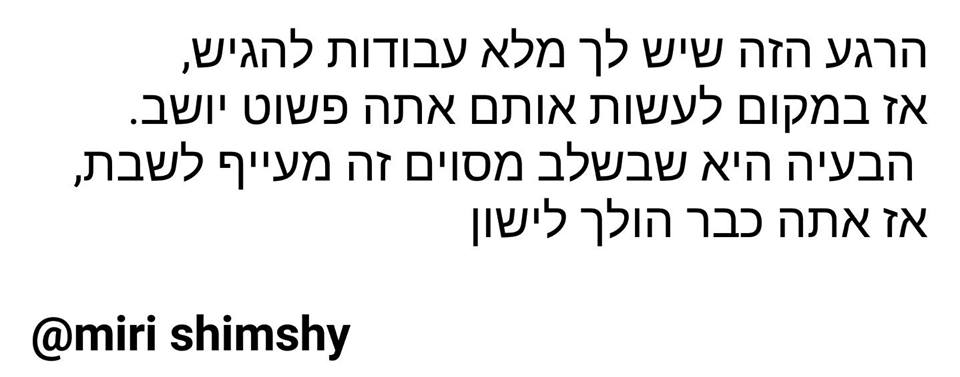 הרגע הזה שיש לך מלא עבודות להגיש,
אז במקום לעשות אותם אתה פשוט יושב.
הבעיה היא שבשלב מסוים זה מעייף לשבת,
אז אתה כבר הולך לישון
@miri shimshy